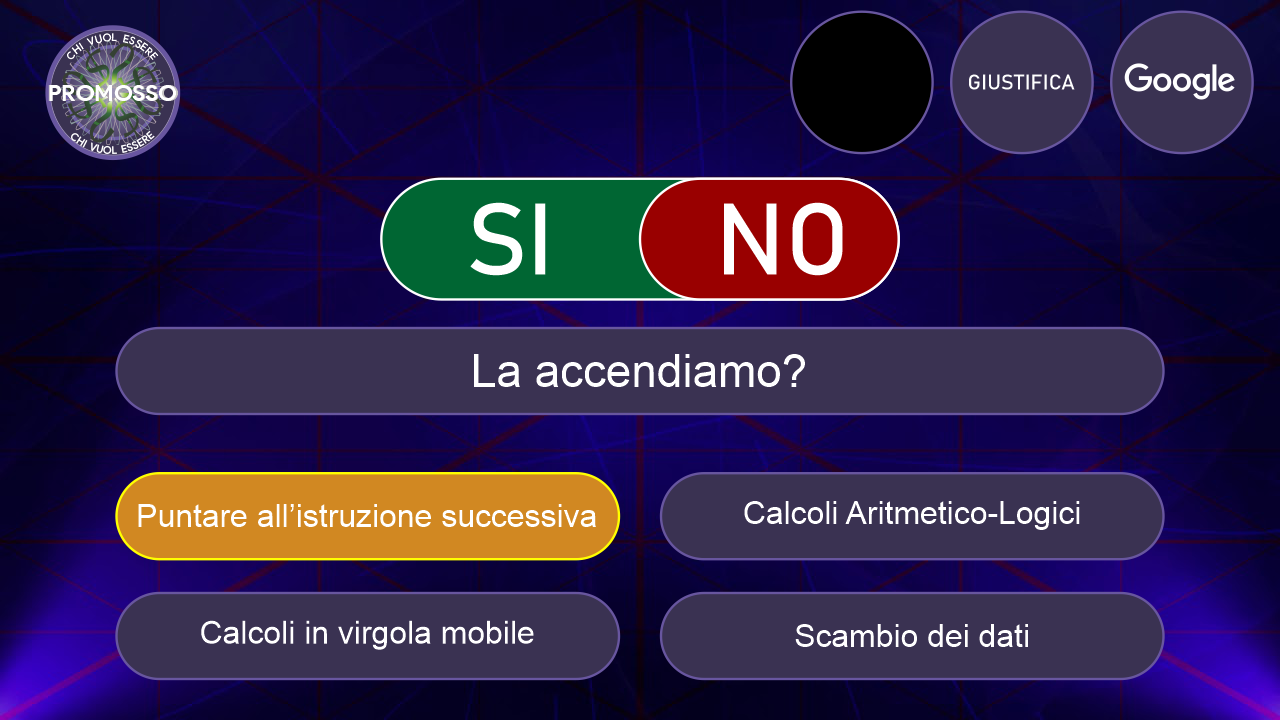 CHI VUOL ESSERE
PROMOSSO
CHI VUOL ESSERE
GIUSTIFICA
Google
SI
NO
La accendiamo?
Puntare all’istruzione successiva
Calcoli Aritmetico-Logici
Calcoli in virgola mobile
Scambio dei dati